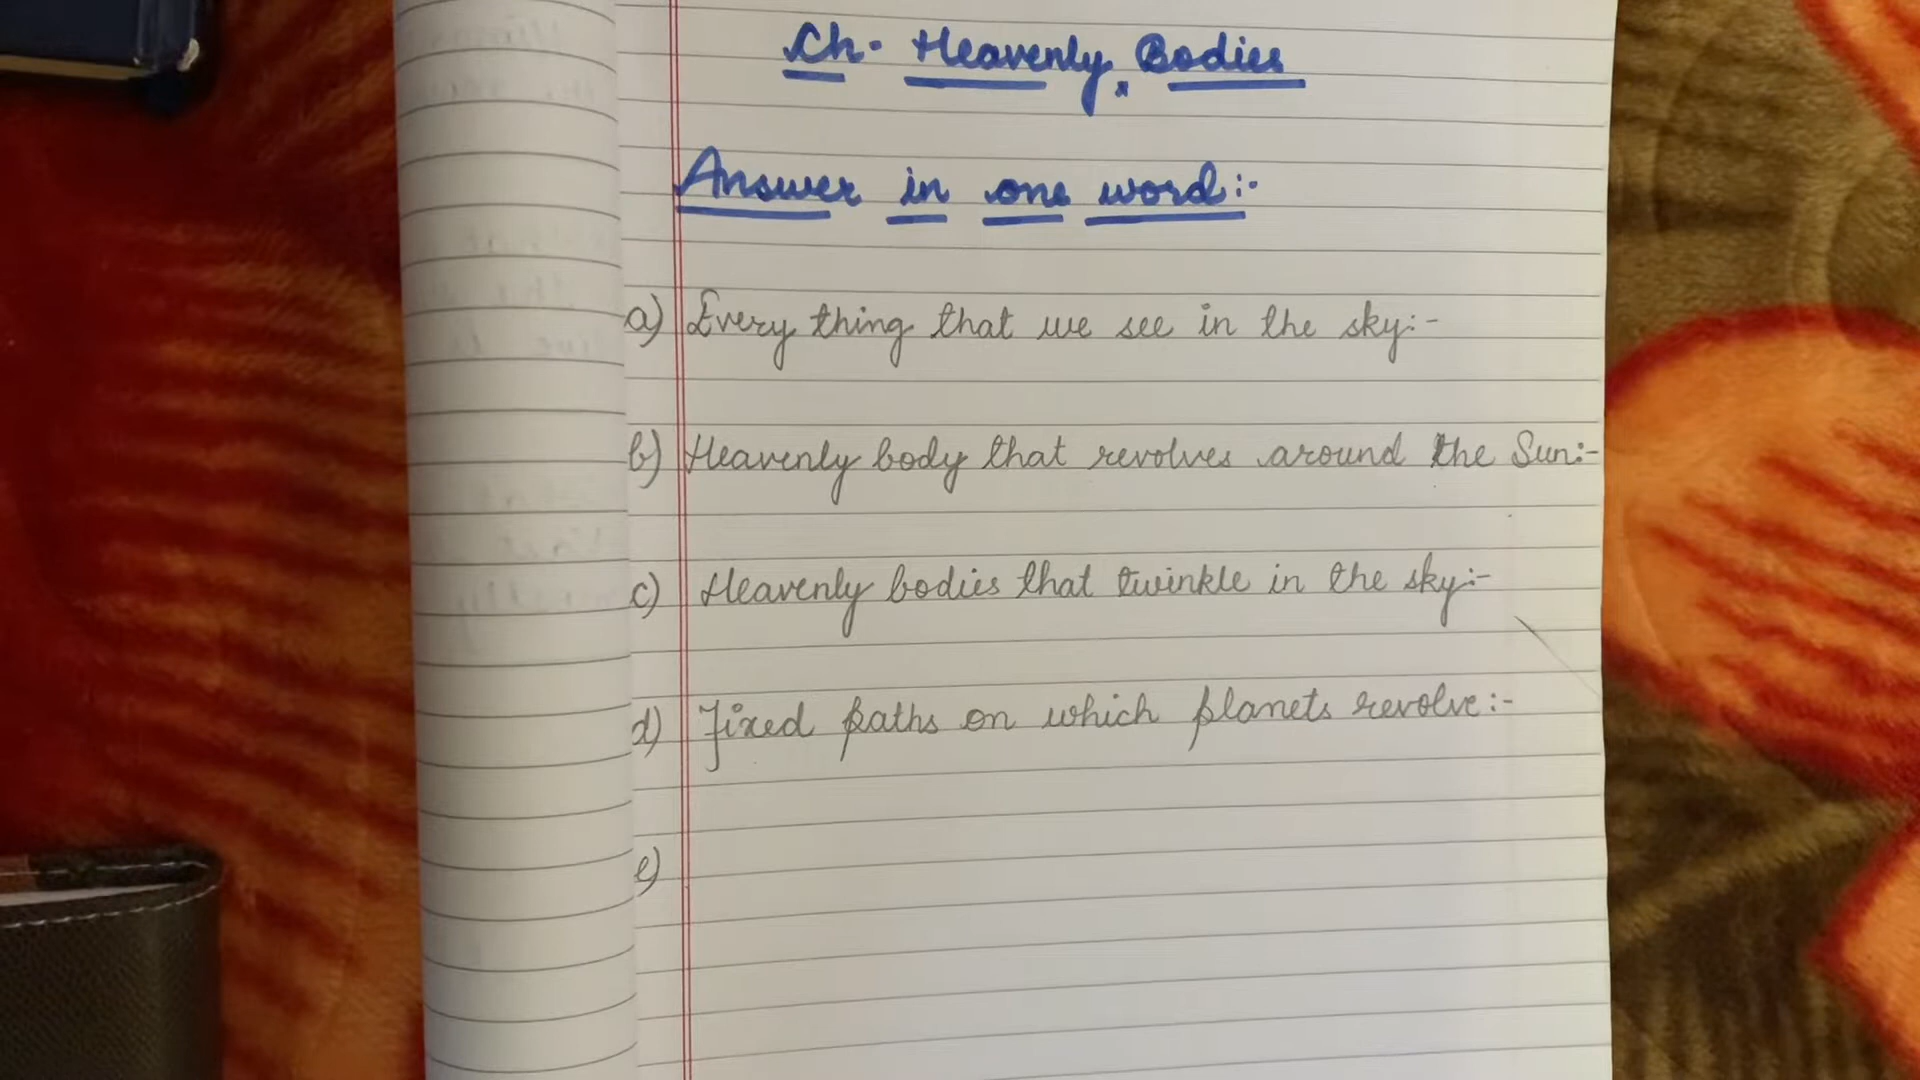 Ch. Heavenly Bodies
Answer in one word:-
a) Every thing that we see in the sky:-
b) Heavenly body that revolves around the Sun:-
c) Heavenly bodies that twinkle in the sky:-
d) Fixed paths on which planets revolve:-
e)